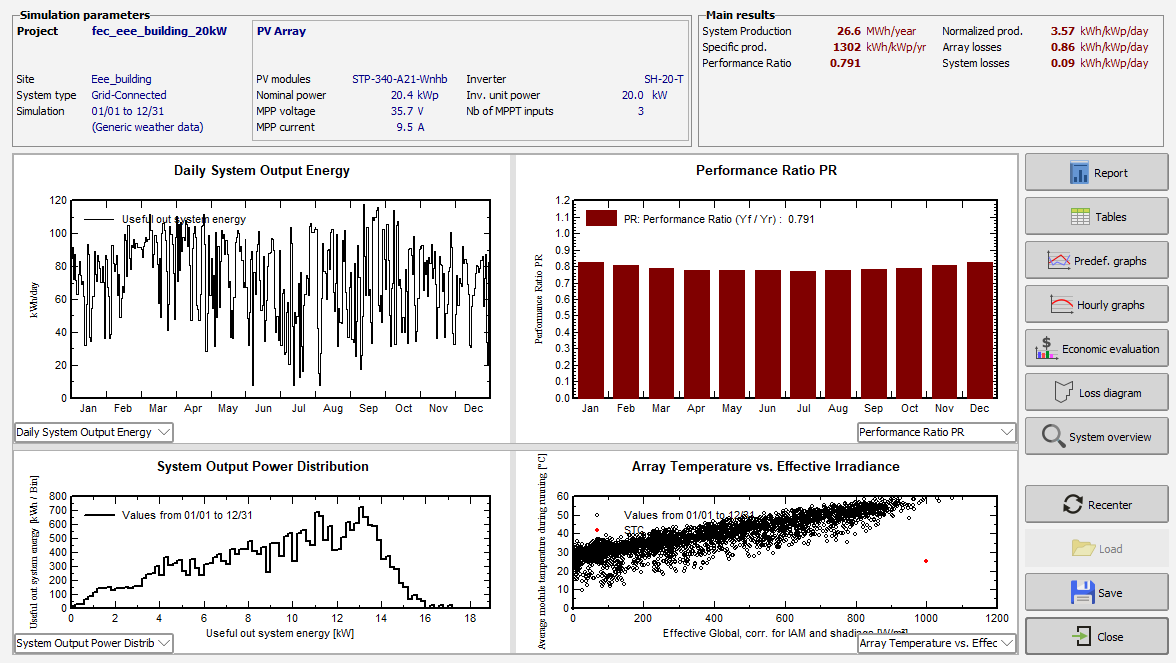 Simulation parameters
Project fec_eee_building_20kW
Site Eee_building
System type Grid-Connected
Simulation 01/01 to 12/31
(Generic weather data)
PV Array
PV modules STP-340-A21-Wnhb Inverter SH-20-T
Nominal power 20.4 kWp Inv. unit power 20.0 kW
MPP voltage 35.7 V Nb of MPPT inputs 3
MPP current 9.5 A
Main results
System Production 26.6 MWh/year Normalized prod. 3.57 kWh/kWp/day
Specific prod. 1302 kWh/kWp/yr Array losses 0.86 kWh/kWp/day
Performance Ratio 0.791 System losses 0.09 kWh/kWp/day
Daily System Output Energy
Useful out system energy
kWh/day
120
100
80
60
40
20
0
Jan Feb Mar Apr May Jun Jul Aug Sep Oct Nov Dec
Daily System Output Energy
Performance Ratio PR
PR: Performance Ratio (Yf / Yr) : 0.791
Performance Ratio PR
1.2
1.1
1.0
0.9
0.8
0.7
0.6
0.5
0.4
0.3
0.2
0.1
0.0
Jan Feb Mar Apr May Jun Jul Aug Sep Oct Nov Dec
Performance Ratio PR
System Output Power Distribution
Values from 01/01 to 12/31
Useful out system energy [kWh / Bin]
800
700
600
500
400
300
200
100
0
0 2 4 6 8 10 12 14 16 18
Useful out system energy [kW]
System Output Power Distrib
Array Temperature vs. Effective Irradiance
Values from 01/01 to 12/31
STC
Average module temperature during running [°C]
60
50
40
30
20
10
0
0 200 400 600 800 1000 1200
Effective Global, corr. for IAM and shadings [W/m²]
Array Temperature vs. Effec
Report
Tables
Predef. graphs
Hourly graphs
Economic evaluation
Loss diagram
System overview
Recenter
Load
Save
Close